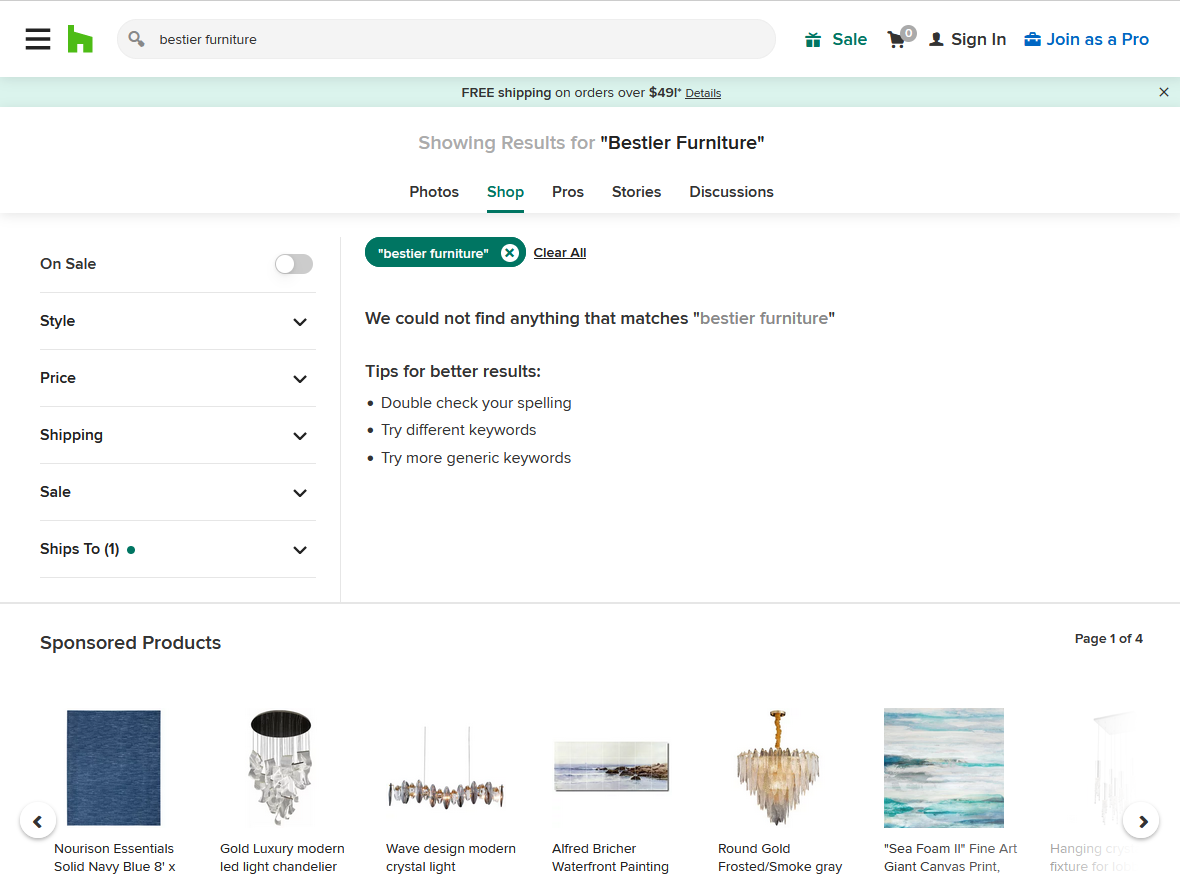 bestier furniture
Sale
0
Sign In
Join as a Pro
FREE shipping on orders over $49!* Details
Showing Results for "Bestier Furniture"
Photos
Shop
Pros
Stories
Discussions
On Sale
Style
Price
Shipping
Sale
Ships To (1)
"bestier furniture"
Clear All
We could not find anything that matches "bestier furniture"
Tips for better results:
• Double check your spelling
• Try different keywords
• Try more generic keywords
Sponsored Products
Page 1 of 4
Nourison Essentials
Solid Navy Blue 8' x
Gold Luxury modern
led light chandelier
Wave design modern
crystal light
Alfred Bricher
Waterfront Painting
Round Gold
Frosted/Smoke gray
"Sea Foam II" Fine Art
Giant Canvas Print,
Hanging
fixture for